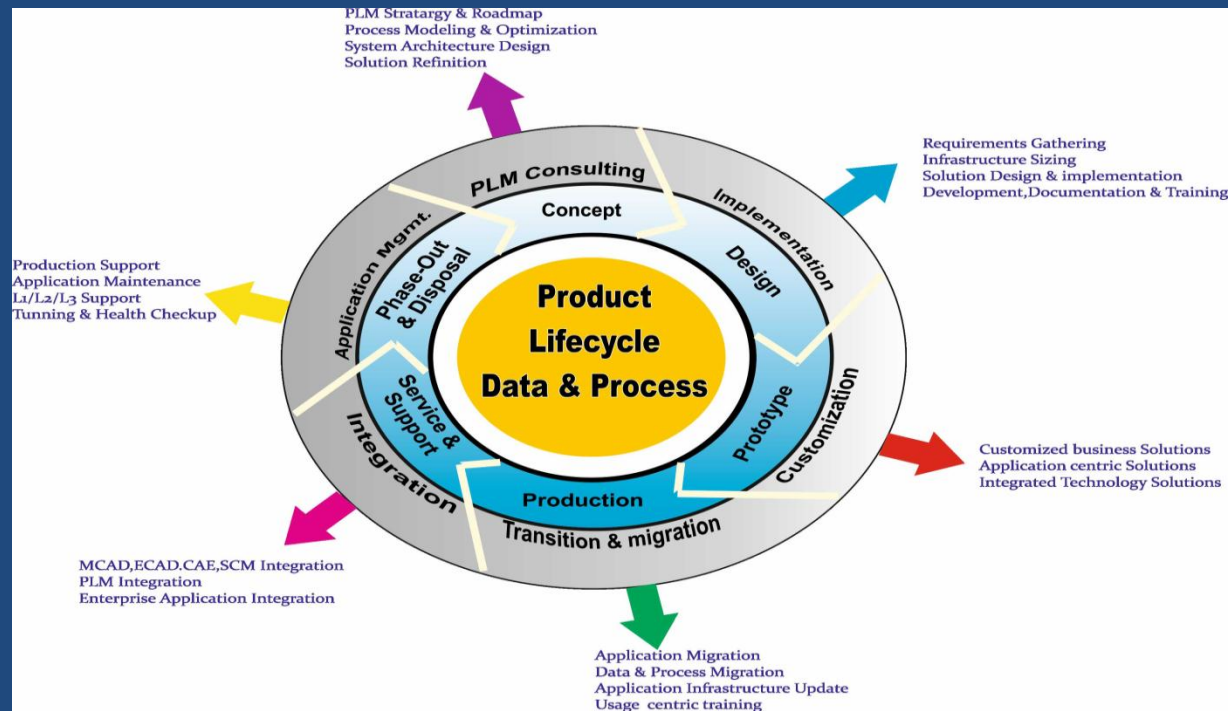 PLM Stratargy & Roadmap
Process Modeling & Optimization
System Architecture Design
Solution Refinition
Requirements Gathering
Infrastructure Sizing
Solution Design & implementation
Development,Documentation & Training
Customized business Solutions
Application centric Solutions
Integrated Technology Solutions
Application Migration
Data & Process Migration
Application Infrastructure Update
Usage centric training
MCAD,ECAD.CAE,SCM Integration
PLM Integration
Enterprise Application Integration
Production Support
Application Maintenance
L1/L2/L3 Support
Tunning & Health Checkup
PLM Consulting
Implementation
Customization
Transition & migration
Integration
Application Mgmt.
Concept
Design
Prototype
Production
Service &
Support
Phase-Out
& Disposal
Product
Lifecycle
Data & Process